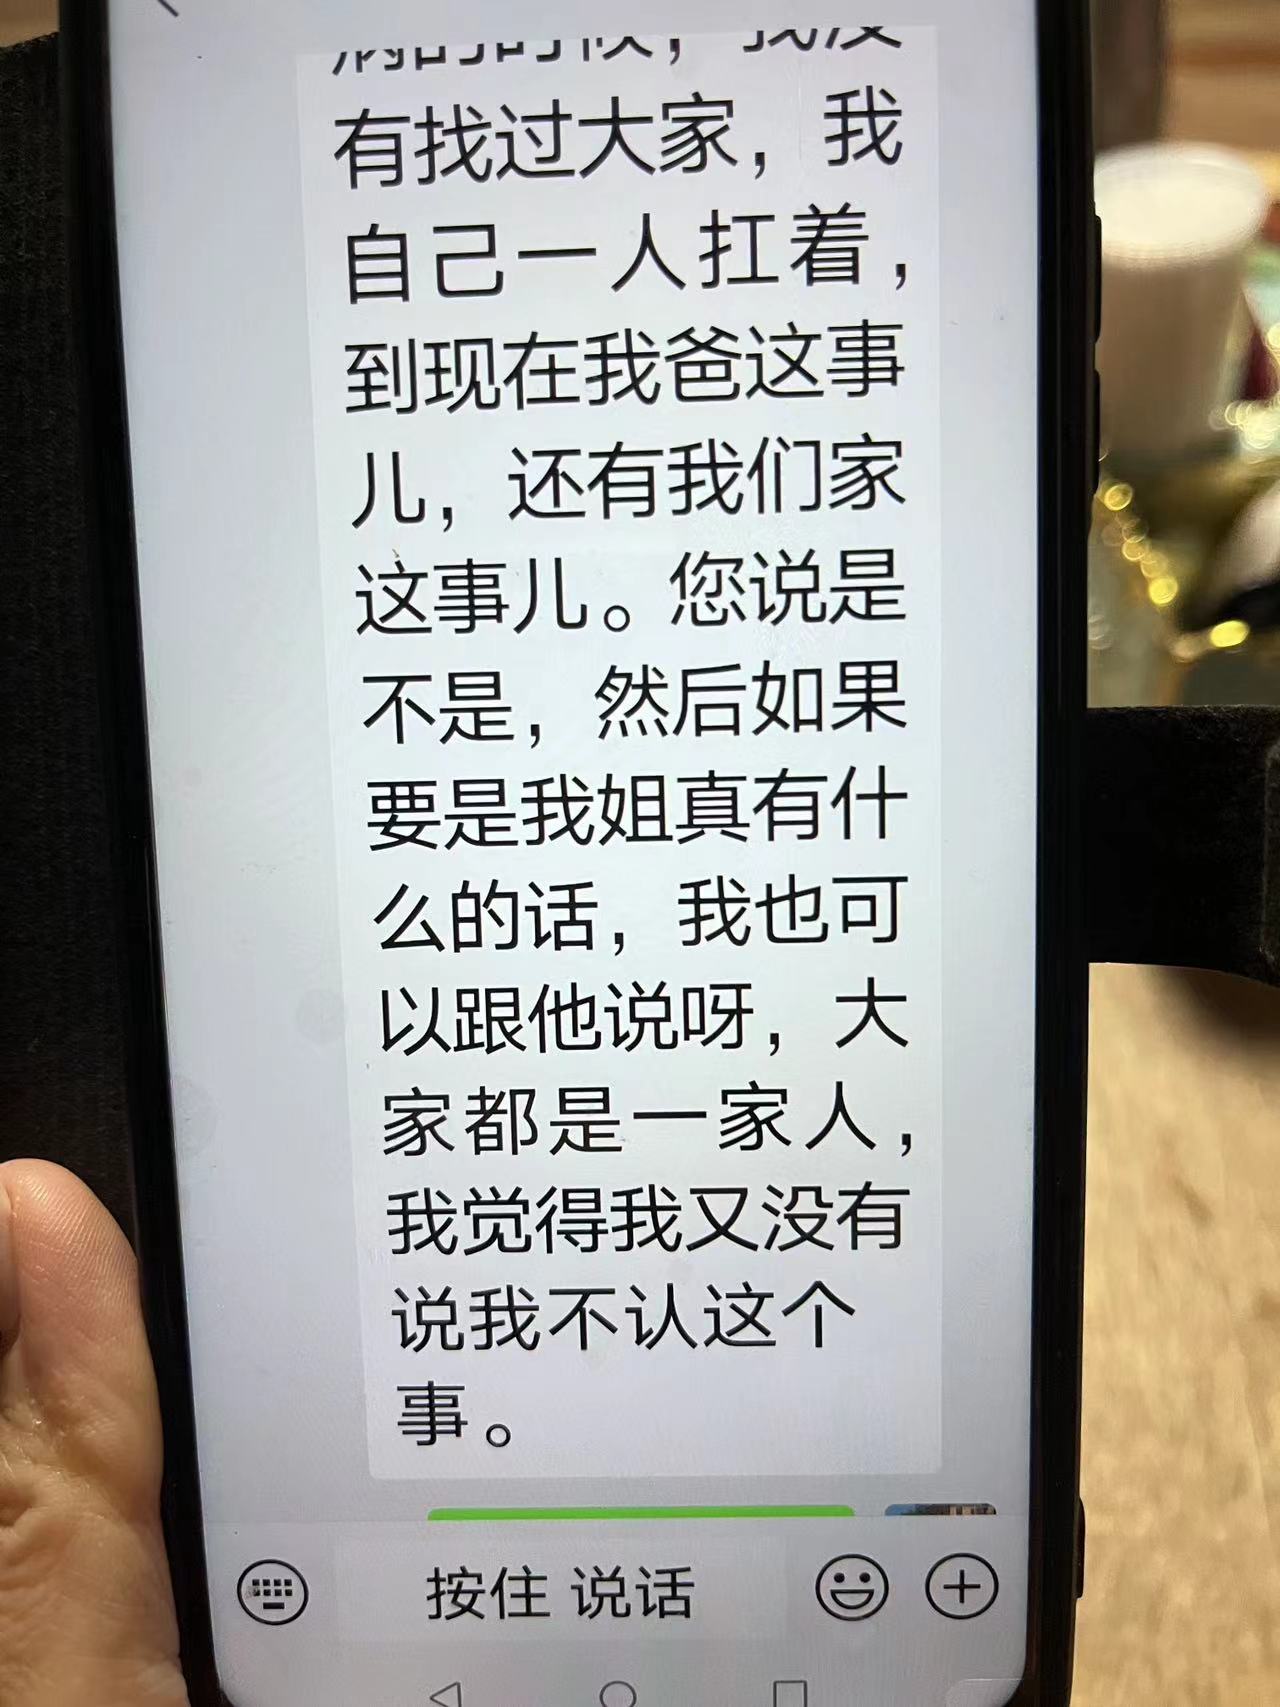 病的时候，我没
有找过大家，我
自己一人扛着，
到现在我爸这事
儿，还有我们家
这事儿。您说是
不是，然后如果
要是我姐真有什
么的话，我也可
以跟他说呀，大
家都是一家人，
我觉得我又没有
说我不认这个
事。
按住 说话